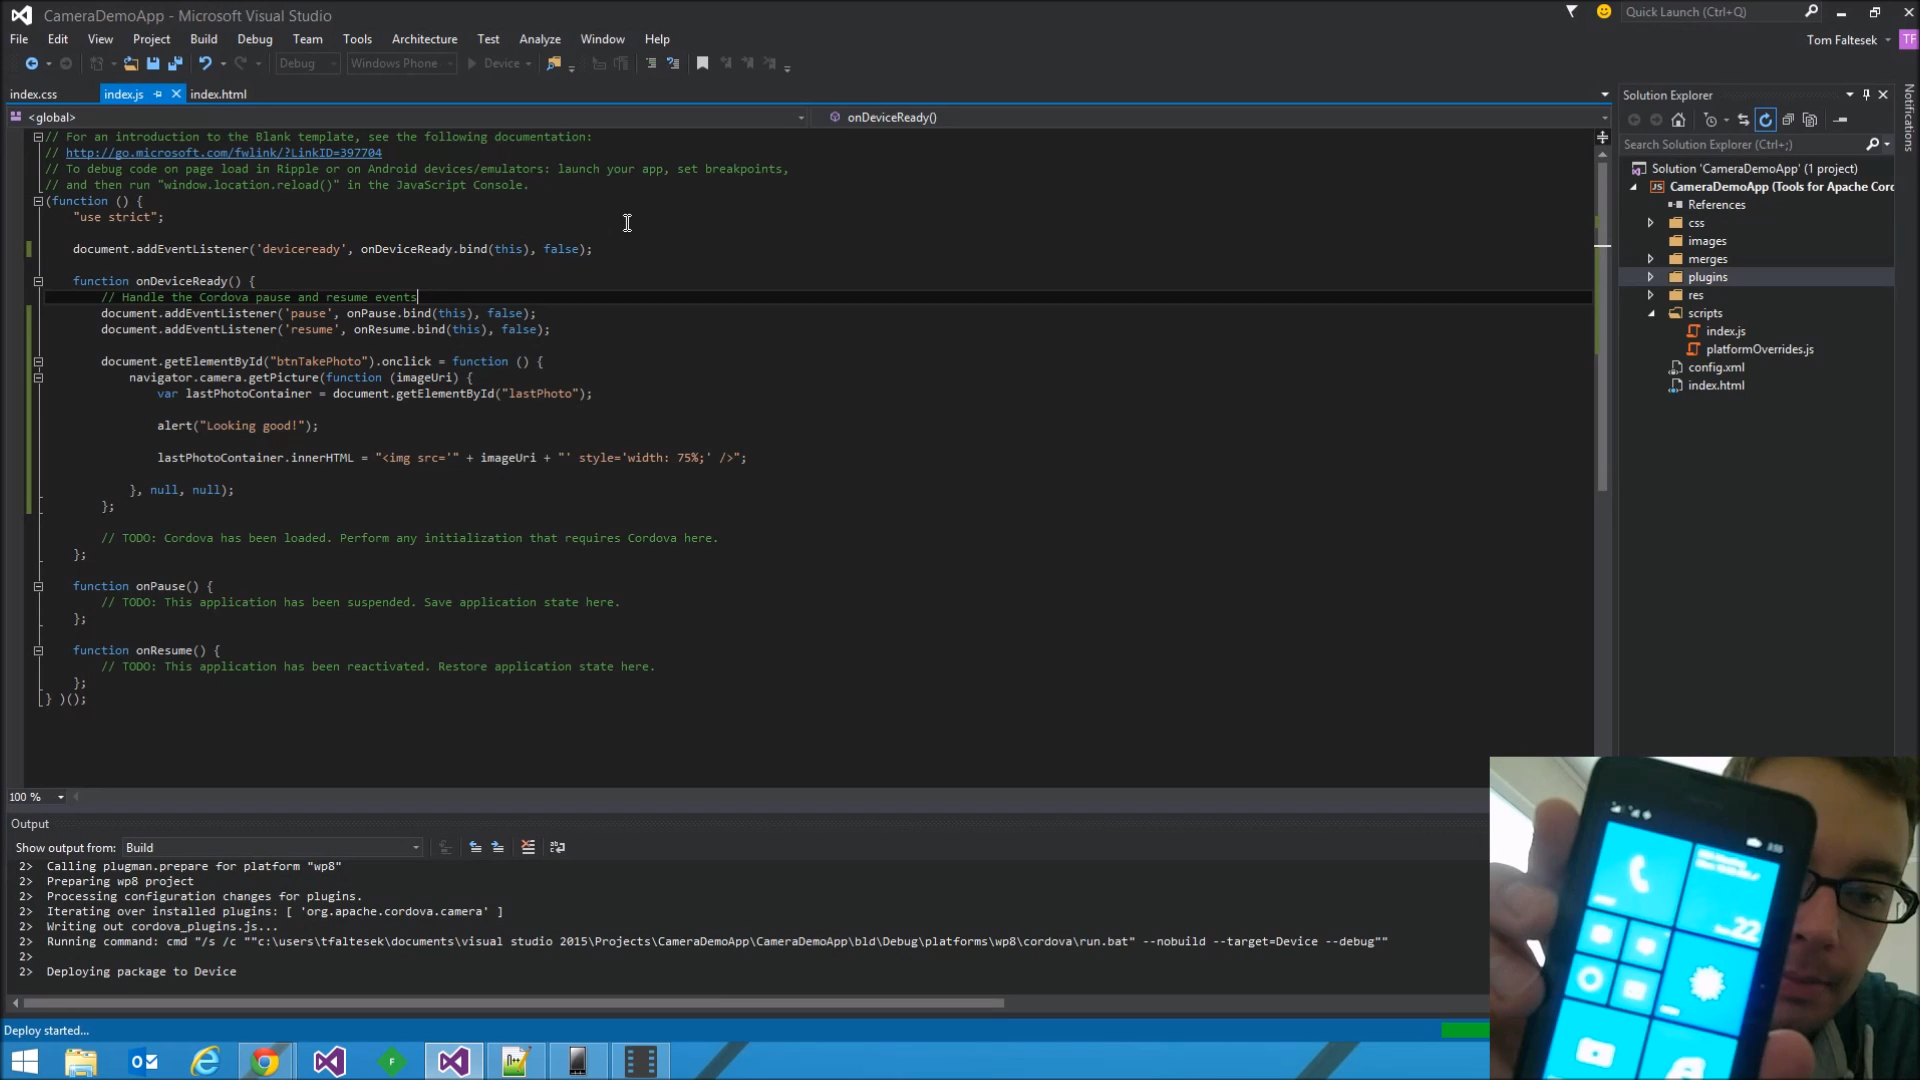 CameraDemoApp - Microsoft Visual Studio
Quick Launch (Ctrl+Q)
File Edit View Project Build Debug Team Tools Architecture Test Analyze Window Help
Tom Faltesek TF
Debug Windows Phone Device
index.css index.js index.html
<global> onDeviceReady()
// For an introduction to the Blank template, see the following documentation:
// http://go.microsoft.com/fwlink/?LinkID=397704
// To debug code on page load in Ripple or on Android devices/emulators: launch your app, set breakpoints,
// and then run "window.location.reload()" in the JavaScript Console.
(function () {
"use strict";
document.addEventListener('deviceready', onDeviceReady.bind(this), false);
function onDeviceReady() {
// Handle the Cordova pause and resume events
document.addEventListener('pause', onPause.bind(this), false);
document.addEventListener('resume', onResume.bind(this), false);
document.getElementById("btnTakePhoto").onclick = function () {
navigator.camera.getPicture(function (imageUri) {
var lastPhotoContainer = document.getElementById("lastPhoto");
alert("Looking good!");
lastPhotoContainer.innerHTML = "<img src='" + imageUri + "' style='width: 75%;' />";
}, null, null);
};
// TODO: Cordova has been loaded. Perform any initialization that requires Cordova here.
};
function onPause() {
// TODO: This application has been suspended. Save application state here.
};
function onResume() {
// TODO: This application has been reactivated. Restore application state here.
};
} )();
100 %
Solution Explorer
Search Solution Explorer (Ctrl+;)
Solution 'CameraDemoApp' (1 project)
JS CameraDemoApp (Tools for Apache Cord
References
css
images
merges
plugins
res
scripts
index.js
platformOverrides.js
config.xml
index.html
Notifications
Output
Show output from: Build
2> Calling plugman.prepare for platform "wp8"
2> Preparing wp8 project
2> Processing configuration changes for plugins.
2> Iterating over installed plugins: [ 'org.apache.cordova.camera' ]
2> Writing out cordova_plugins.js...
2> Running command: cmd "/s /c ""c:\users\tfaltesek\documents\visual studio 2015\Projects\CameraDemoApp\CameraDemoApp\bld\Debug\platforms\wp8\cordova\run.bat" --nobuild --target=Device --debug""
2>
2> Deploying package to Device
Deploy started...
22